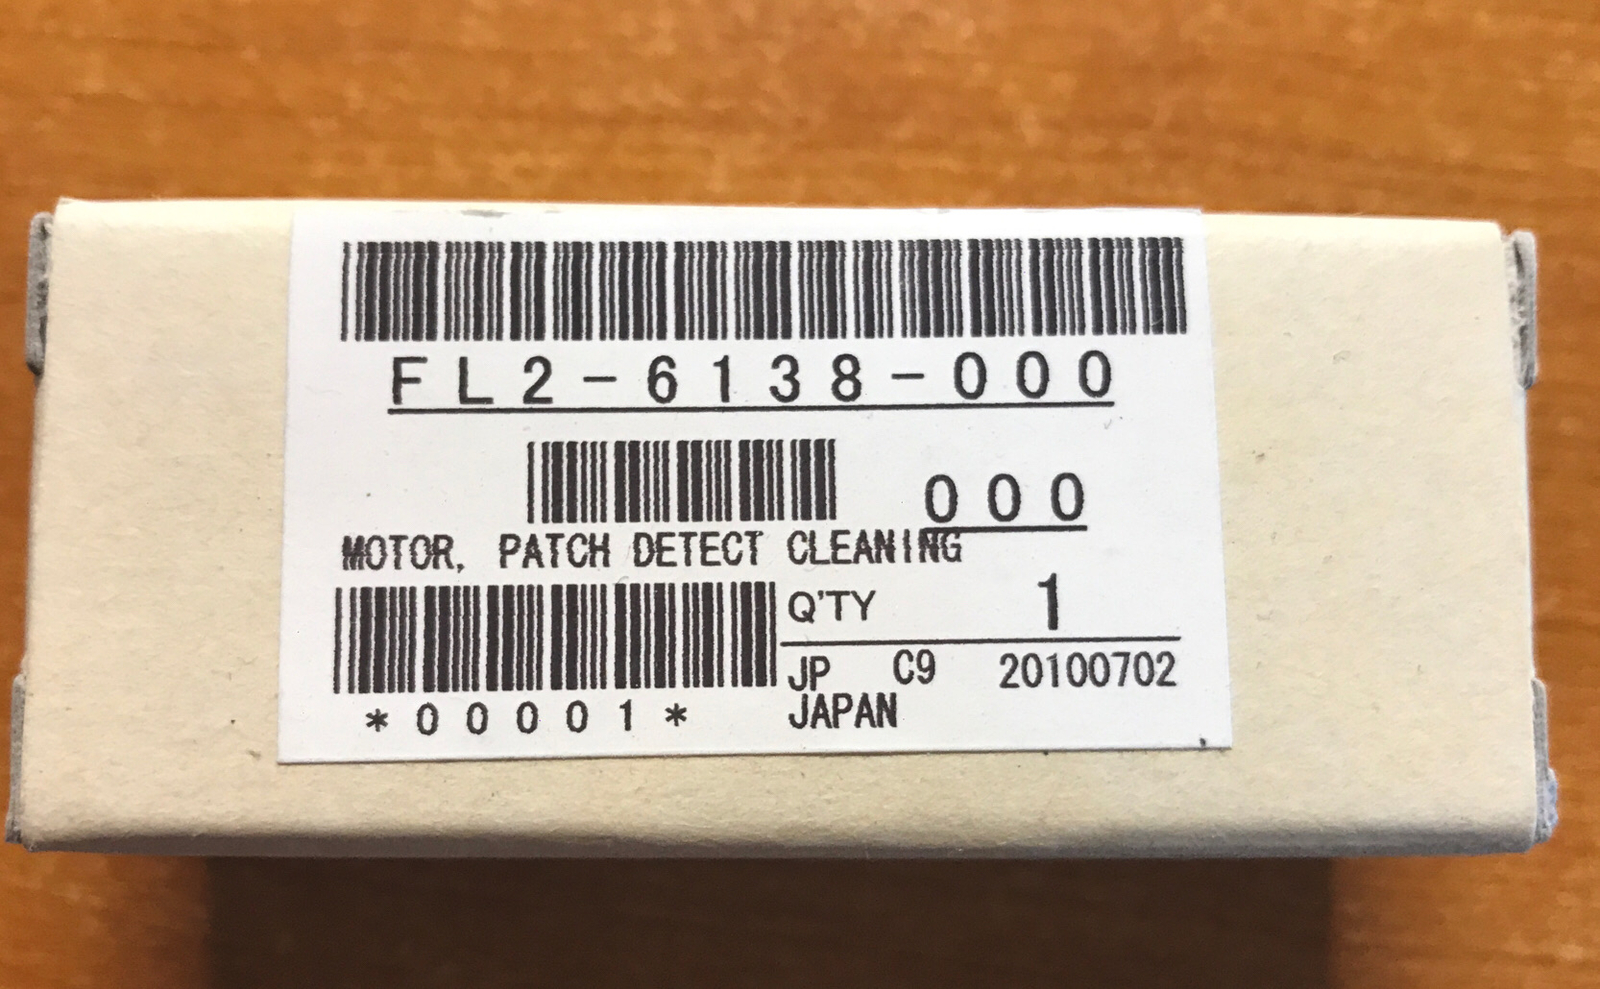 FL2-6138-000
000
MOTOR, PATCH DETECT CLEANING
Q'TY 1
JP C9 20100702
*00001* JAPAN